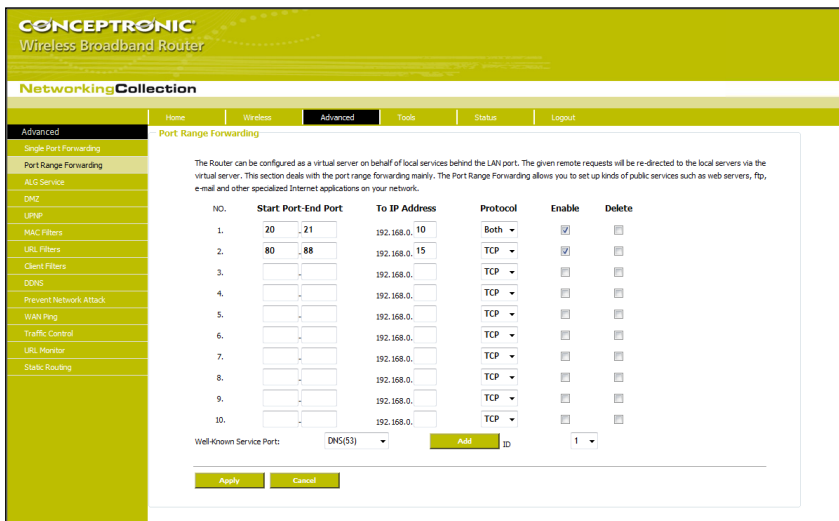 CONCEPTRONIC
Wireless Broadband Router
NetworkingCollection
Home Wireless Advanced Tools Status Logout
Advanced
Single Port Forwarding
Port Range Forwarding
ALG Service
DMZ
UPNP
MAC Filters
URL Filters
Client Filters
DDNS
Prevent Network Attack
WAN Ping
Traffic Control
URL Monitor
Static Routing
Port Range Forwarding
The Router can be configured as a virtual server on behalf of local services behind the LAN port. The given remote requests will be re-directed to the local servers via the
virtual server. This section deals with the port range forwarding mainly. The Port Range Forwarding allows you to set up kinds of public services such as web servers, ftp,
e-mail and other specialized Internet applications on your network.
NO. Start Port-End Port To IP Address Protocol Enable Delete
1. 20 - 21 192.168.0. 10 Both
2. 80 - 88 192.168.0. 15 TCP
3. - 192.168.0. TCP
4. - 192.168.0. TCP
5. - 192.168.0. TCP
6. - 192.168.0. TCP
7. - 192.168.0. TCP
8. - 192.168.0. TCP
9. - 192.168.0. TCP
10. - 192.168.0. TCP
Well-Known Service Port: DNS(53) Add ID 1
Apply Cancel